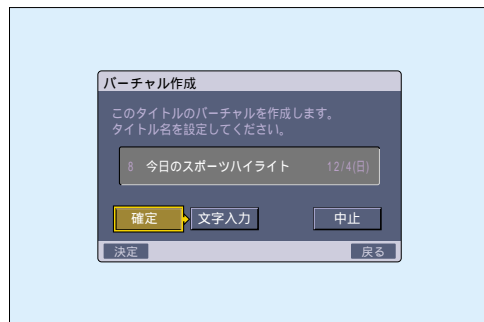 バーチャル作成
このタイトルのバーチャルを作成します。
タイトル名を設定してください。
8 今日のスポーツハイライト 12/4(日)
確定 文字入力 中止
決定 戻る